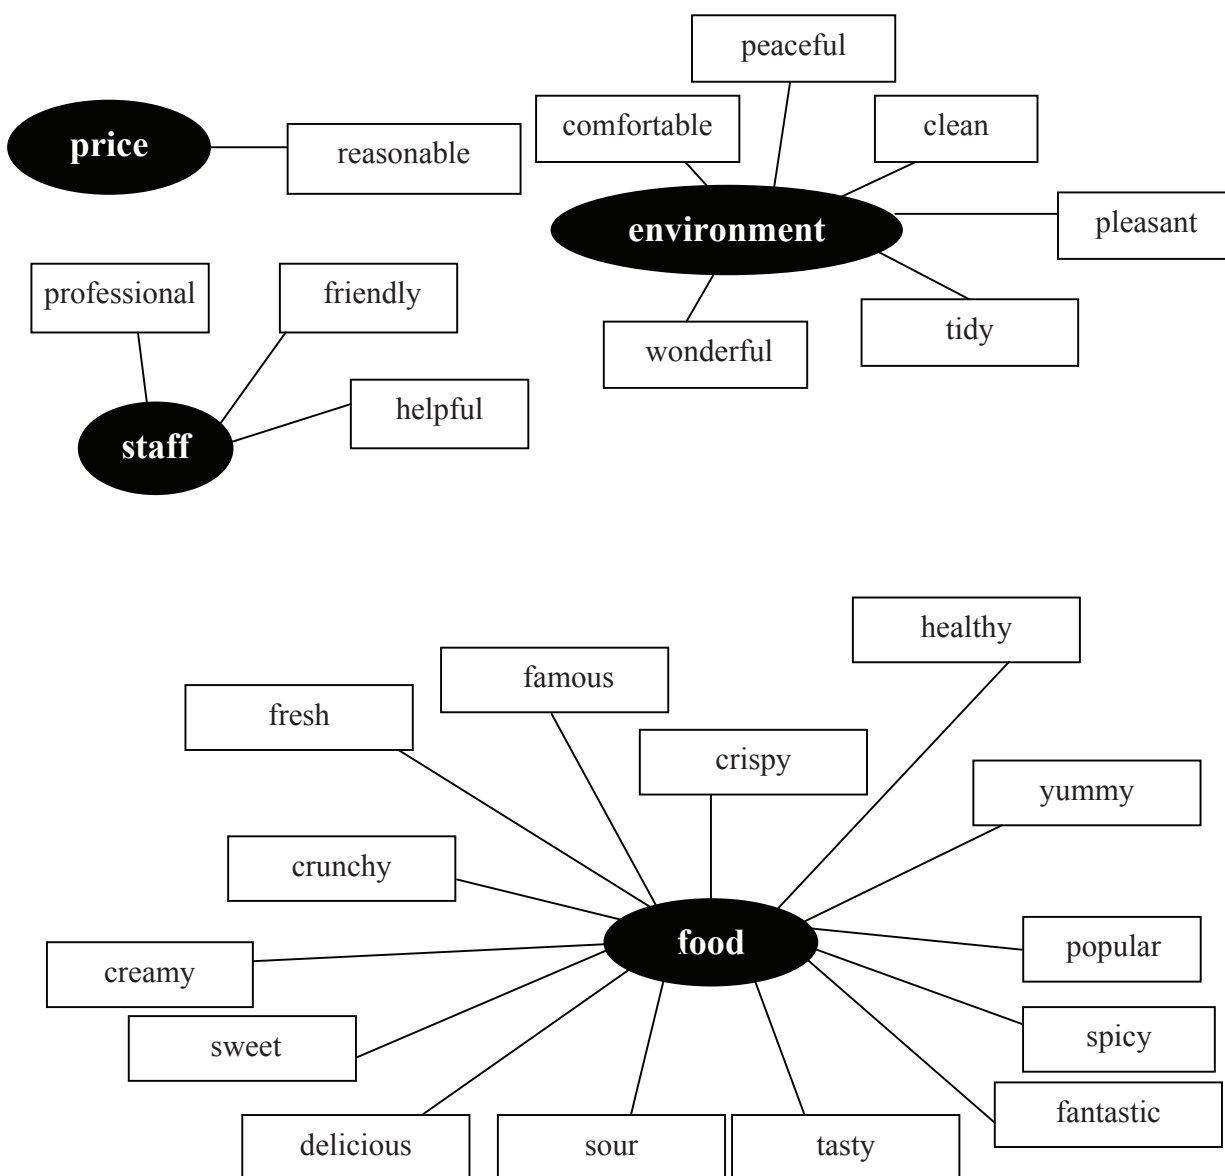 peaceful
comfortable
clean
price
reasonable
pleasant
environment
professional
friendly
tidy
wonderful
helpful
staff
healthy
famous
fresh
crispy
yummy
crunchy
food
popular
creamy
sweet
spicy
fantastic
delicious
sour
tasty